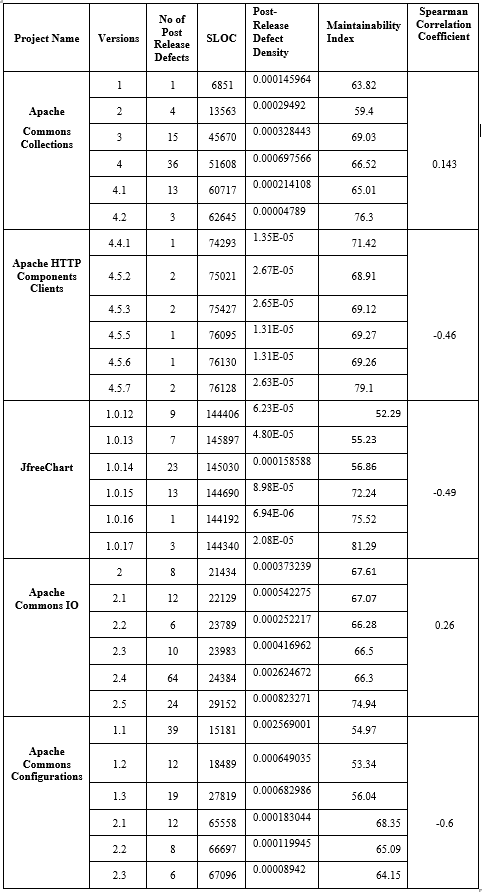 Project Name Versions No of Post Release Defects SLOC Post-Release Defect Density Maintainability Index Spearman Correlation Coefficient
Apache Commons Collections 1 1 6851 0.000145964 63.82 0.143
2 4 13563 0.00029492 59.4
3 15 45670 0.000328443 69.03
4 36 51608 0.000697566 66.52
4.1 13 60717 0.000214108 65.01
4.2 3 62645 0.00004789 76.3
Apache HTTP Components Clients 4.4.1 1 74293 1.35E-05 71.42 -0.46
4.5.2 2 75021 2.67E-05 68.91
4.5.3 2 75427 2.65E-05 69.12
4.5.5 1 76095 1.31E-05 69.27
4.5.6 1 76130 1.31E-05 69.26
4.5.7 2 76128 2.63E-05 79.1
JfreeChart 1.0.12 9 144406 6.23E-05 52.29 -0.49
1.0.13 7 145897 4.80E-05 55.23
1.0.14 23 145030 0.000158588 56.86
1.0.15 13 144690 8.98E-05 72.24
1.0.16 1 144192 6.94E-06 75.52
1.0.17 3 144340 2.08E-05 81.29
Apache Commons IO 2 8 21434 0.000373239 67.61 0.26
2.1 12 22129 0.000542275 67.07
2.2 6 23789 0.000252217 66.28
2.3 10 23983 0.000416962 66.5
2.4 64 24384 0.002624672 66.3
2.5 24 29152 0.000823271 74.94
Apache Commons Configurations 1.1 39 15181 0.002569001 54.97 -0.6
1.2 12 18489 0.000649035 53.34
1.3 19 27819 0.000682986 56.04
2.1 12 65558 0.000183044 68.35
2.2 8 66697 0.000119945 65.09
2.3 6 67096 0.00008942 64.15